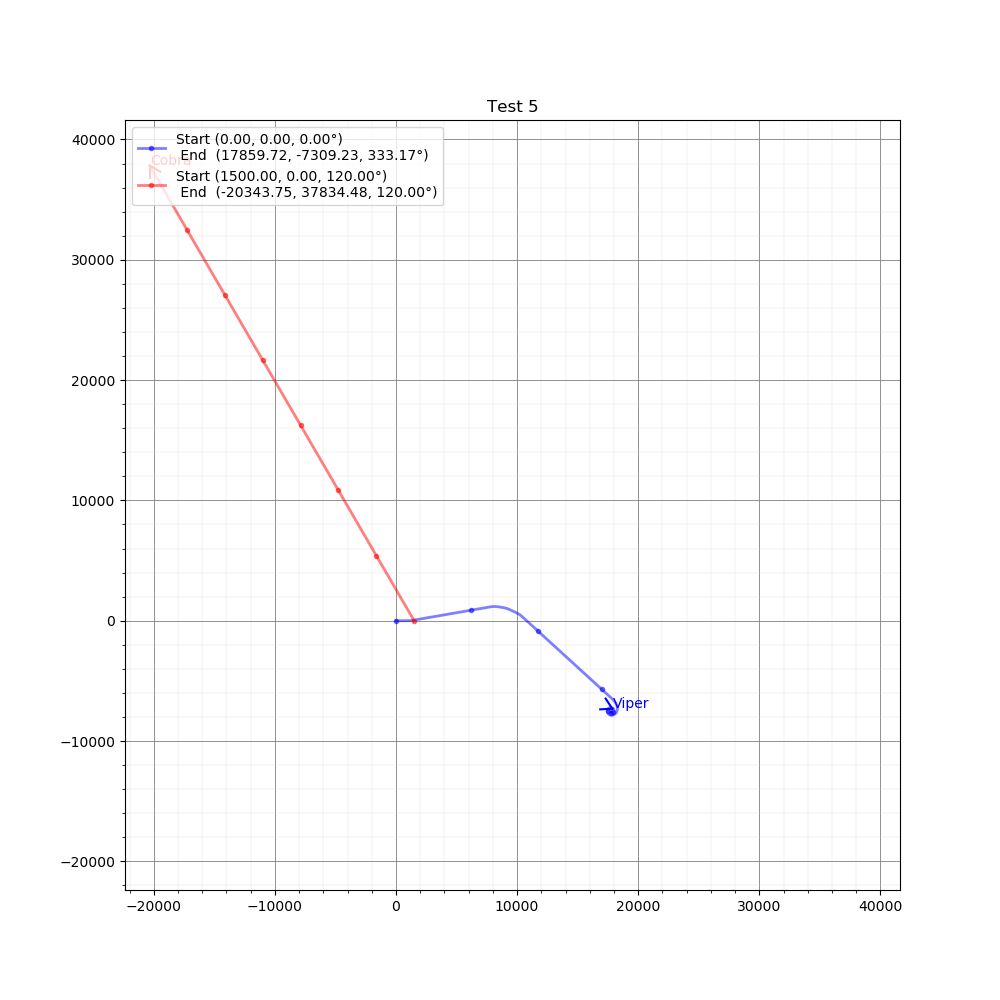 Test 5
Start (0.00, 0.00, 0.00°)
End (17859.72, -7309.23, 333.17°)
Start (1500.00, 0.00, 120.00°)
End (-20343.75, 37834.48, 120.00°)
Cobra
Viper
40000
30000
20000
10000
0
−10000
−20000
−20000 −10000 0 10000 20000 30000 40000